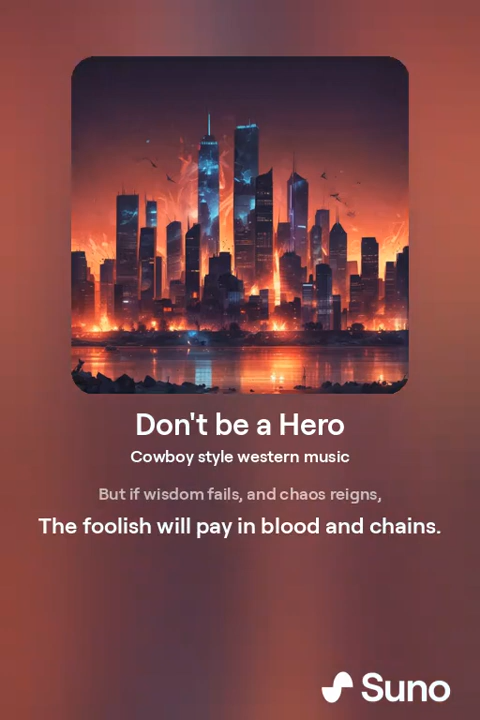 Don't be a Hero
Cowboy style western music
But if wisdom fails, and chaos reigns,
The foolish will pay in blood and chains.
Suno